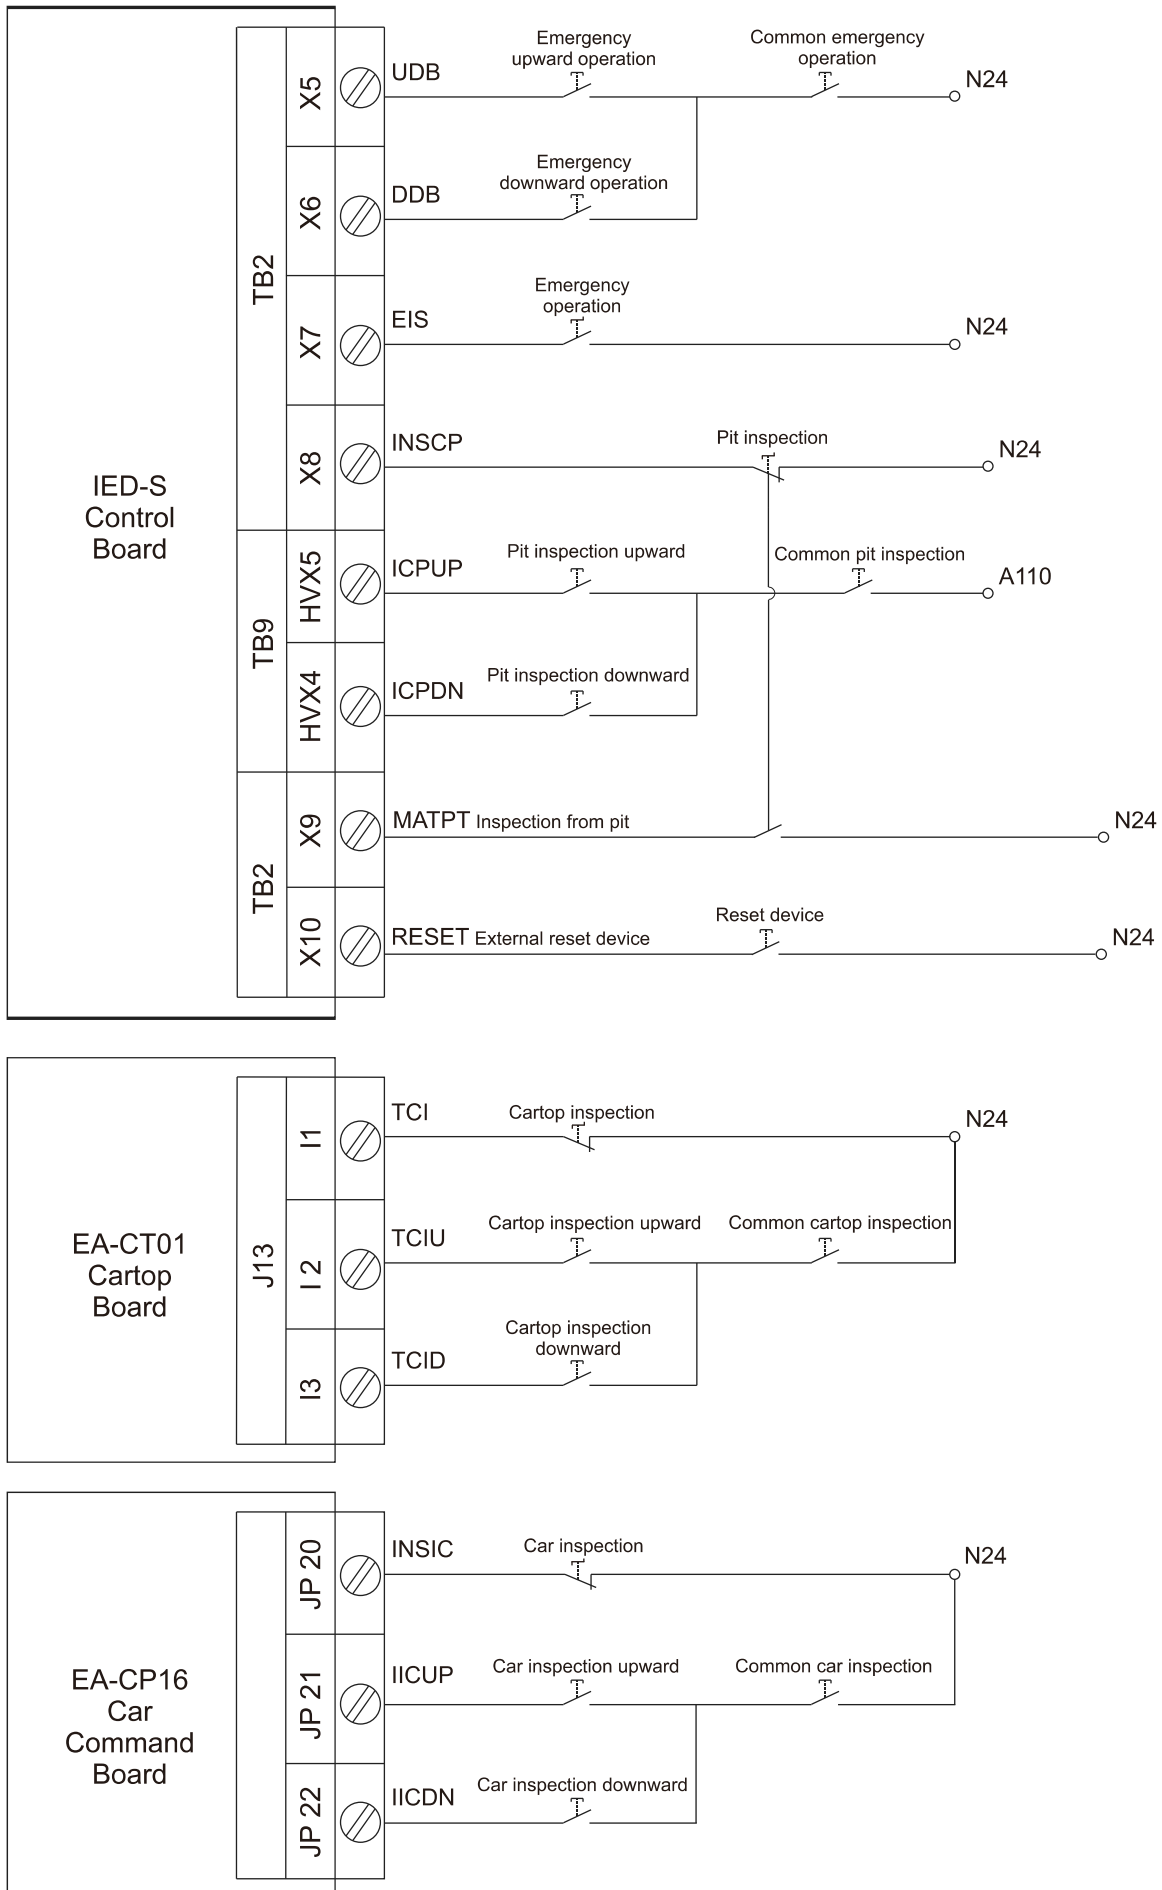 IED-S
Control
Board
TB2
X5
UDB
Emergency
upward operation
Common emergency
operation
N24
X6
DDB
Emergency
downward operation
X7
EIS
Emergency
operation
N24
X8
INSCP
Pit inspection
N24
TB9
HVX5
ICPUP
Pit inspection upward
Common pit inspection
A110
HVX4
ICPDN
Pit inspection downward
TB2
X9
MATPT Inspection from pit
N24
X10
RESET External reset device
Reset device
N24
EA-CT01
Cartop
Board
J13
I1
TCI
Cartop inspection
N24
I 2
TCIU
Cartop inspection upward
Common cartop inspection
I3
TCID
Cartop inspection
downward
EA-CP16
Car
Command
Board
JP 20
INSIC
Car inspection
N24
JP 21
IICUP
Car inspection upward
Common car inspection
JP 22
IICDN
Car inspection downward